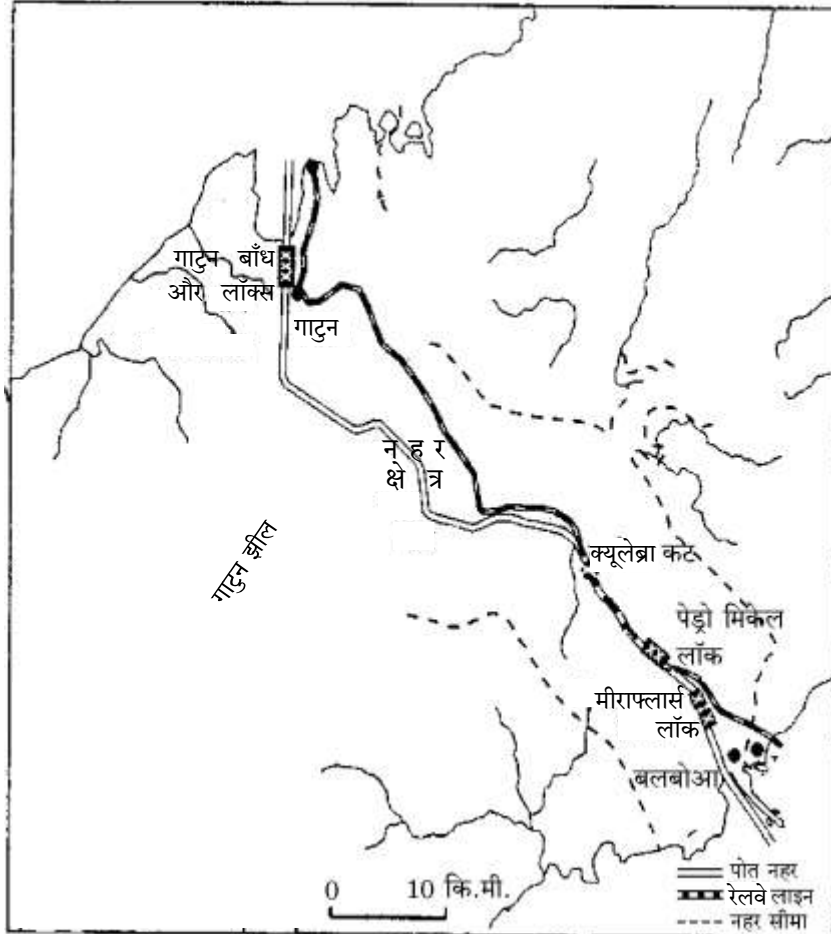 गाटुन बाँध
और लॉक्स
गाटुन
न ह र
क्षे त्र
गाटुन झील
क्यूलेब्रा कट
पेड्रो मिकेल
लॉक
मीराफ्लार्स
लॉक
बलबोआ
0 10 कि.मी.
पोत नहर
रेलवे लाइन
नहर सीमा